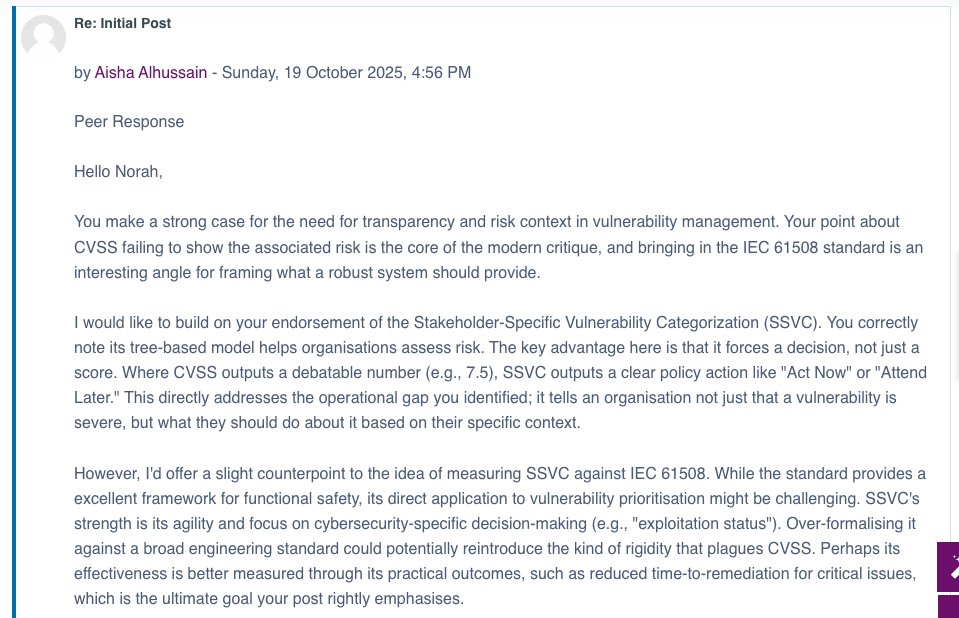 Re: Initial Post
by Aisha Alhussain - Sunday, 19 October 2025, 4:56 PM
Peer Response
Hello Norah,
You make a strong case for the need for transparency and risk context in vulnerability management. Your point about
CVSS failing to show the associated risk is the core of the modern critique, and bringing in the IEC 61508 standard is an
interesting angle for framing what a robust system should provide.
I would like to build on your endorsement of the Stakeholder-Specific Vulnerability Categorization (SSVC). You correctly
note its tree-based model helps organisations assess risk. The key advantage here is that it forces a decision, not just a
score. Where CVSS outputs a debatable number (e.g., 7.5), SSVC outputs a clear policy action like "Act Now" or "Attend
Later." This directly addresses the operational gap you identified; it tells an organisation not just that a vulnerability is
severe, but what they should do about it based on their specific context.
However, I'd offer a slight counterpoint to the idea of measuring SSVC against IEC 61508. While the standard provides a
excellent framework for functional safety, its direct application to vulnerability prioritisation might be challenging. SSVC's
strength is its agility and focus on cybersecurity-specific decision-making (e.g., "exploitation status"). Over-formalising it
against a broad engineering standard could potentially reintroduce the kind of rigidity that plagues CVSS. Perhaps its
effectiveness is better measured through its practical outcomes, such as reduced time-to-remediation for critical issues,
which is the ultimate goal your post rightly emphasises.